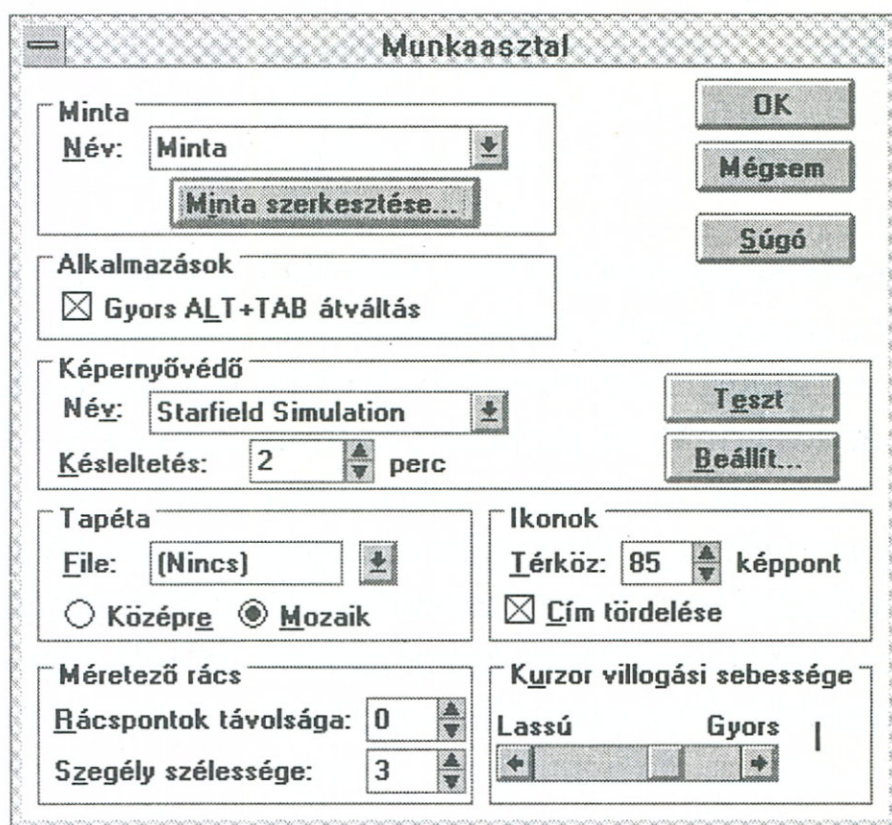 Munkaasztal
Minta
Név: Minta
Minta szerkesztése...
OK
Mégsem
Súgó
Alkalmazások
Gyors ALT+TAB átváltás
Képernyővédő
Név: Starfield Simulation
Késleltetés: 2 perc
Teszt
Beállít...
Tapéta
File: (Nincs)
Középre Mozaik
Ikonok
Térköz: 85 képpont
Cím tördelése
Méretező rács
Rácspontok távolsága: 0
Szegély szélessége: 3
Kurzor villogási sebessége
Lassú Gyors